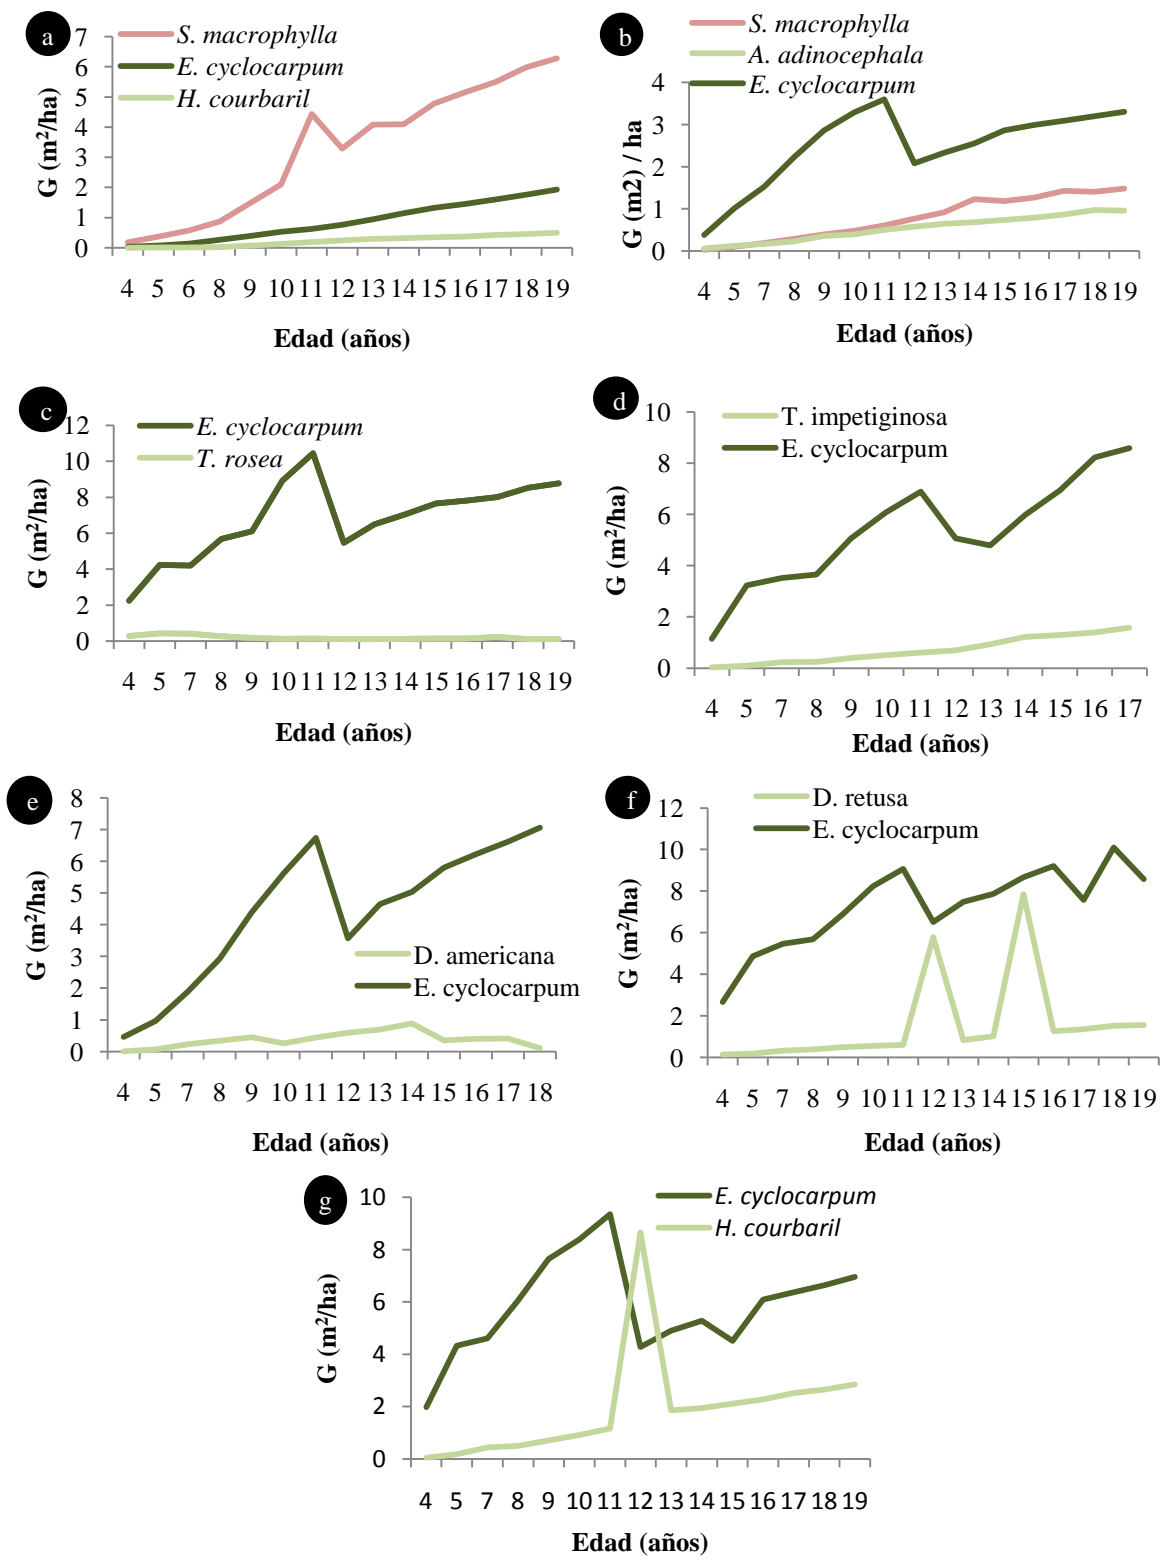 a
S. macrophylla
E. cyclocarpum
H. courbaril
G (m²/ha)
7
6
5
4
3
2
1
0
4 5 6 8 9 10 11 12 13 14 15 16 17 18 19
Edad (años)
b
S. macrophylla
A. adinocephala
E. cyclocarpum
G (m2) / ha
4
3
2
1
0
4 5 7 8 9 10 11 12 13 14 15 16 17 18 19
Edad (años)
c
E. cyclocarpum
T. rosea
G (m²/ha)
12
10
8
6
4
2
0
4 5 7 8 9 10 11 12 13 14 15 16 17 18 19
Edad (años)
d
T. impetiginosa
E. cyclocarpum
G (m²/ha)
10
8
6
4
2
0
4 5 7 8 9 10 11 12 13 14 15 16 17
Edad (años)
e
D. americana
E. cyclocarpum
G (m²/ha)
8
7
6
5
4
3
2
1
0
4 5 7 8 9 10 11 12 13 14 15 16 17 18
Edad (años)
f
D. retusa
E. cyclocarpum
G (m²/ha)
12
10
8
6
4
2
0
4 5 7 8 9 10 11 12 13 14 15 16 17 18 19
Edad (años)
g
E. cyclocarpum
H. courbaril
G (m²/ha)
10
8
6
4
2
0
4 5 7 8 9 10 11 12 13 14 15 16 17 18 19
Edad (años)